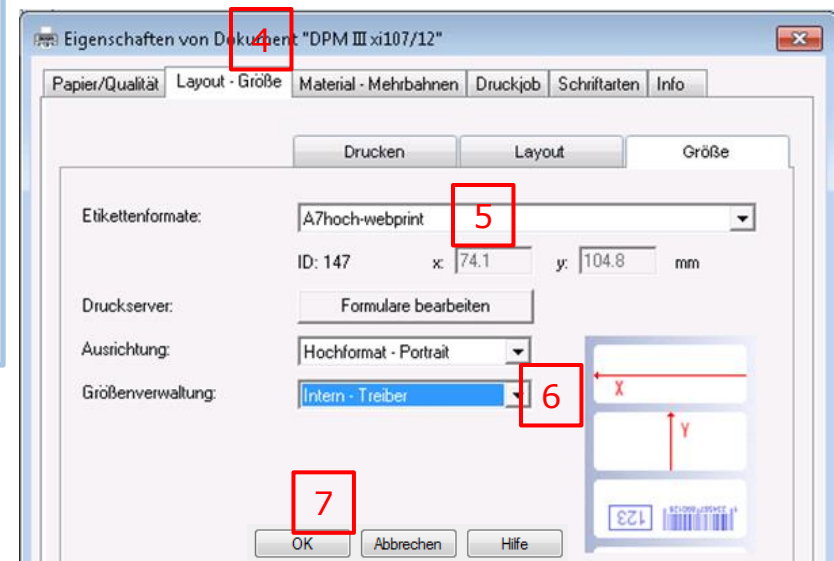 4
Eigenschaften von Dokument "DPM III xi107/12"
Papier/Qualität Layout - Größe Material - Mehrbahnen Druckjob Schriftarten Info
Drucken Layout Größe
Etikettenformate: A7hoch-webprint 5
ID: 147 x: 74.1 y: 104.8 mm
Druckserver: Formulare bearbeiten
Ausrichtung: Hochformat - Portrait
Größenverwaltung: Intern - Treiber 6
X
Y
123
7
OK Abbrechen Hilfe